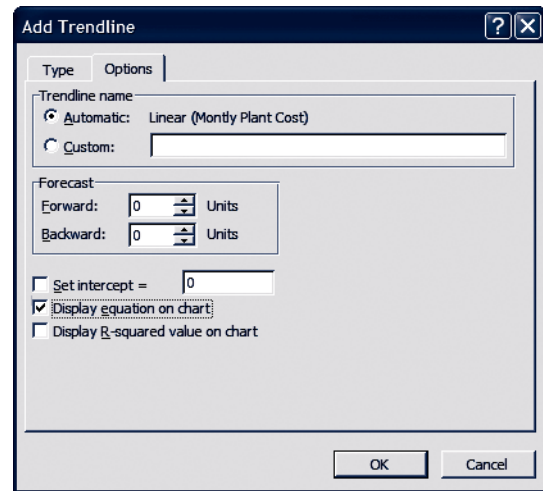 Add Trendline
Type Options
Trendline name
Automatic: Linear (Montly Plant Cost)
Custom:
Forecast
Forward: 0 Units
Backward: 0 Units
Set intercept = 0
Display equation on chart
Display R-squared value on chart
OK Cancel